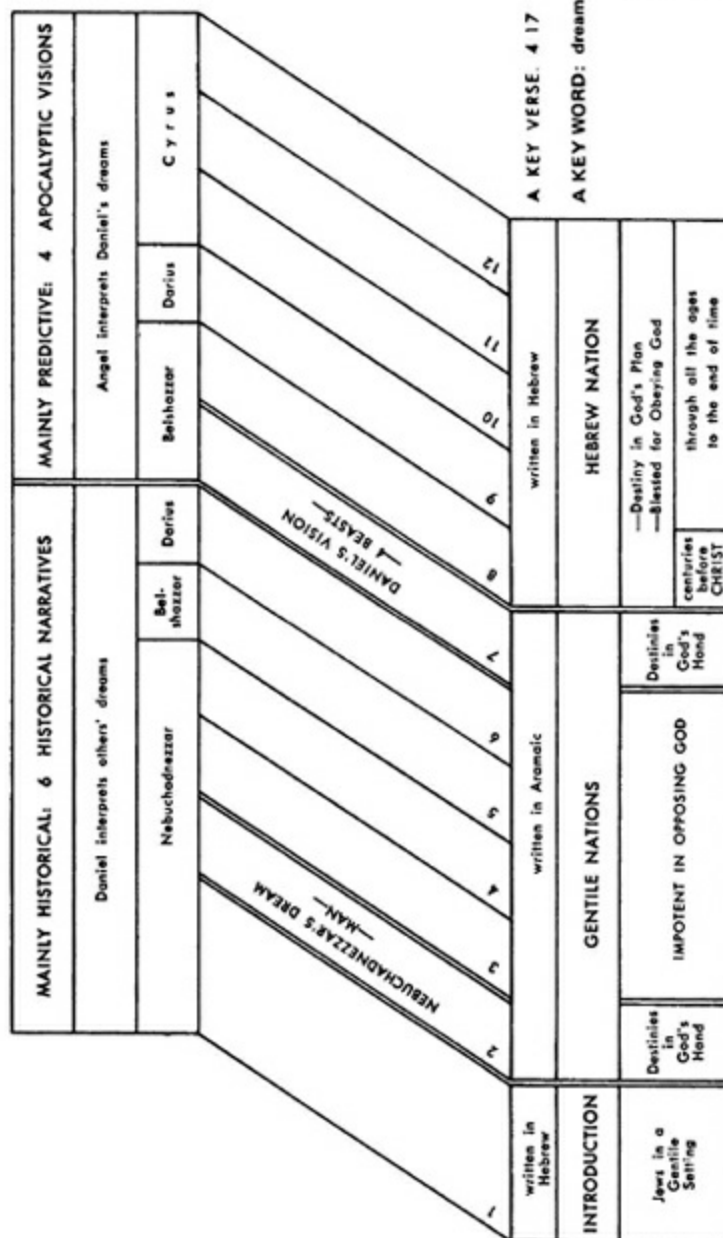 MAINLY HISTORICAL: 6 HISTORICAL NARRATIVES
MAINLY PREDICTIVE: 4 APOCALYPTIC VISIONS
Daniel interprets others' dreams
Angel interprets Daniel's dreams
Nebuchadnezzar
Bel-
shazzar
Darius
Belshazzar
Darius
Cyrus
NEBUCHADNEZZAR'S DREAM
—MAN—
DANIEL'S VISION
—4 BEASTS—
1
2
3
4
5
6
7
8
9
10
11
12
written in
Hebrew
written in Aramaic
written in Hebrew
INTRODUCTION
GENTILE NATIONS
HEBREW NATION
Jews in a
Gentile
Setting
Destinies
in
God's
Hand
IMPOTENT IN OPPOSING GOD
Destinies
in
God's
Hand
—Destiny in God's Plan
—Blessed for Obeying God
centuries
before
CHRIST
through all the ages
to the end of time
A KEY VERSE. 4 17
A KEY WORD: dream